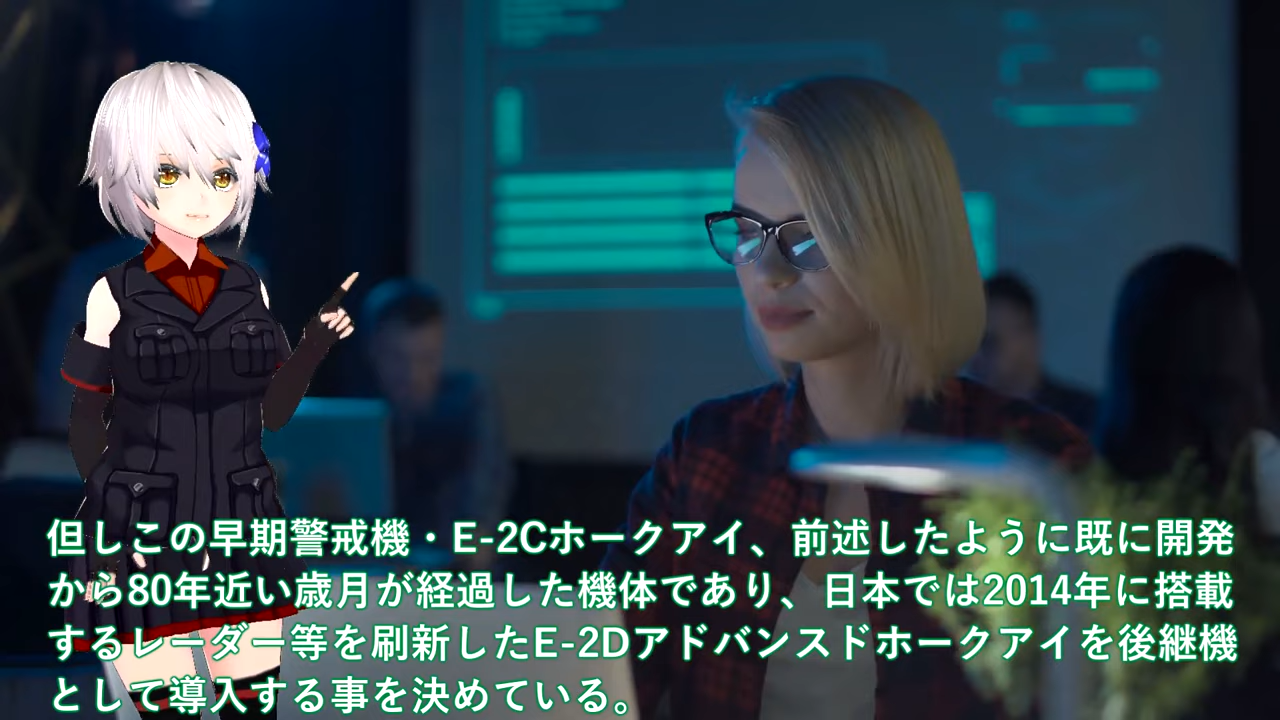 但しこの早期警戒機・E-2Cホークアイ、前述したように既に開発
から80年近い歳月が経過した機体であり、日本では2014年に搭載
するレーダー等を刷新したE-2Dアドバンスドホークアイを後継機
として導入する事を決めている。